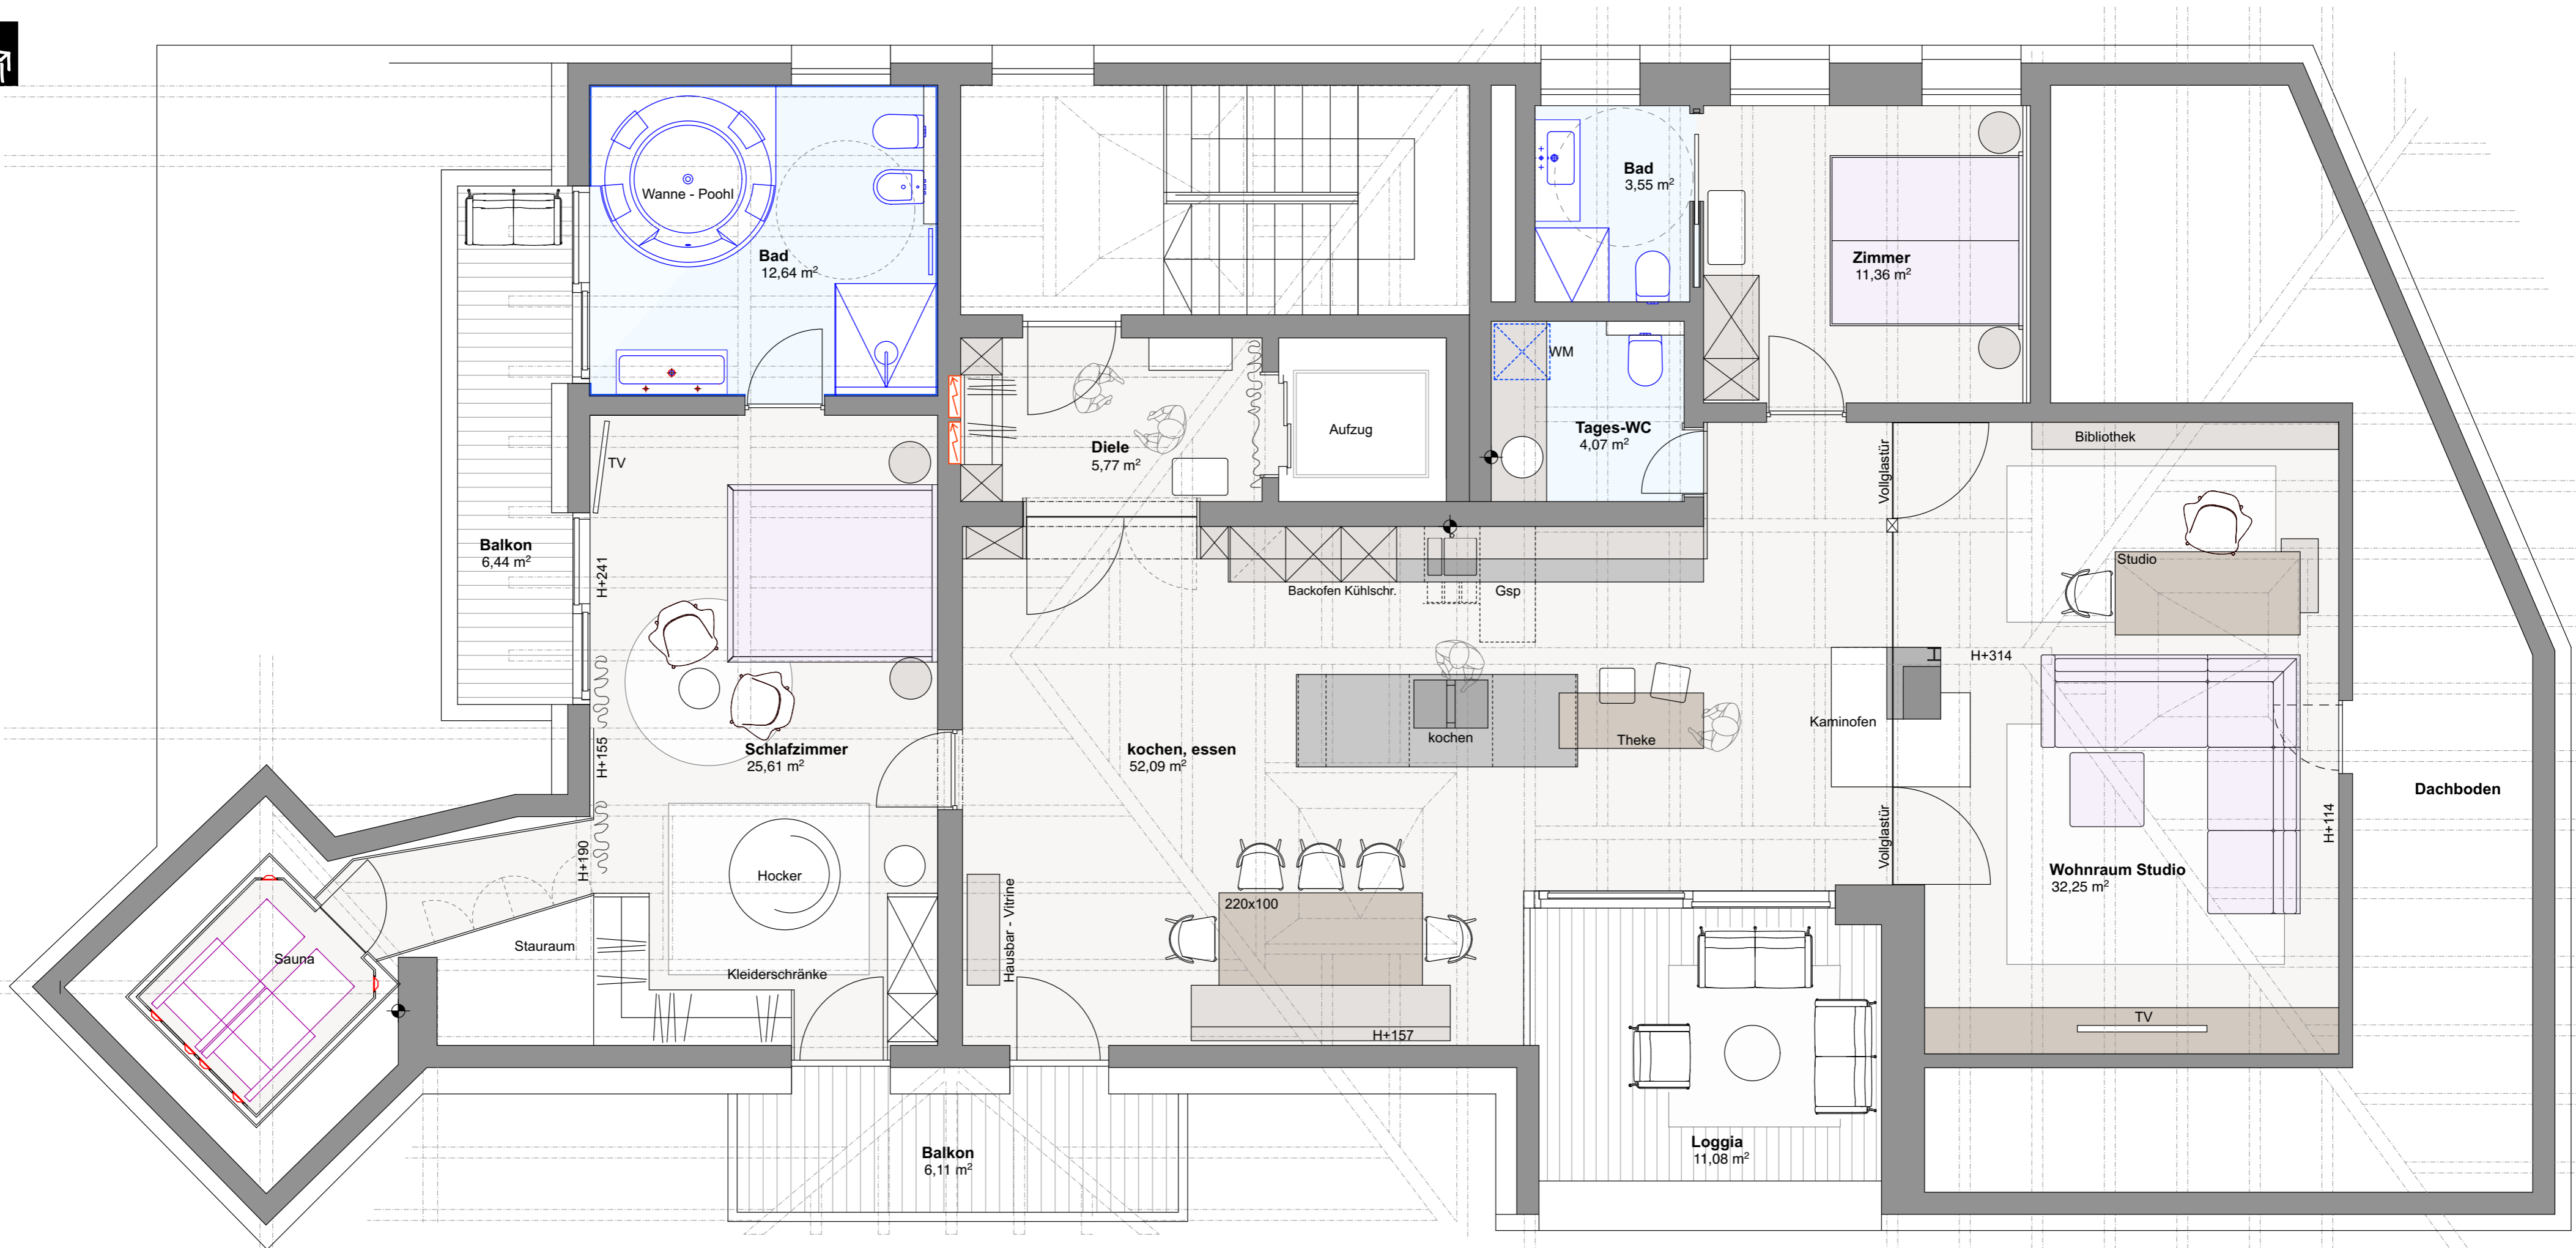 Wanne - Poohl
Bad
12,64 m²
Bad
3,55 m²
Zimmer
11,36 m²
WM
Aufzug
Tages-WC
4,07 m²
Diele
5,77 m²
TV
Bibliothek
Vollglastür
Balkon
6,44 m²
H+241
Studio
Backofen Kühlschr.
Gsp
H+314
Kaminofen
kochen
Theke
Schlafzimmer
25,61 m²
H+155
kochen, essen
52,09 m²
Dachboden
H+114
Vollglastür
H+190
Hocker
Wohnraum Studio
32,25 m²
220x100
Hausbar - Vitrine
Stauraum
Sauna
Kleiderschränke
TV
H+157
Balkon
6,11 m²
Loggia
11,08 m²